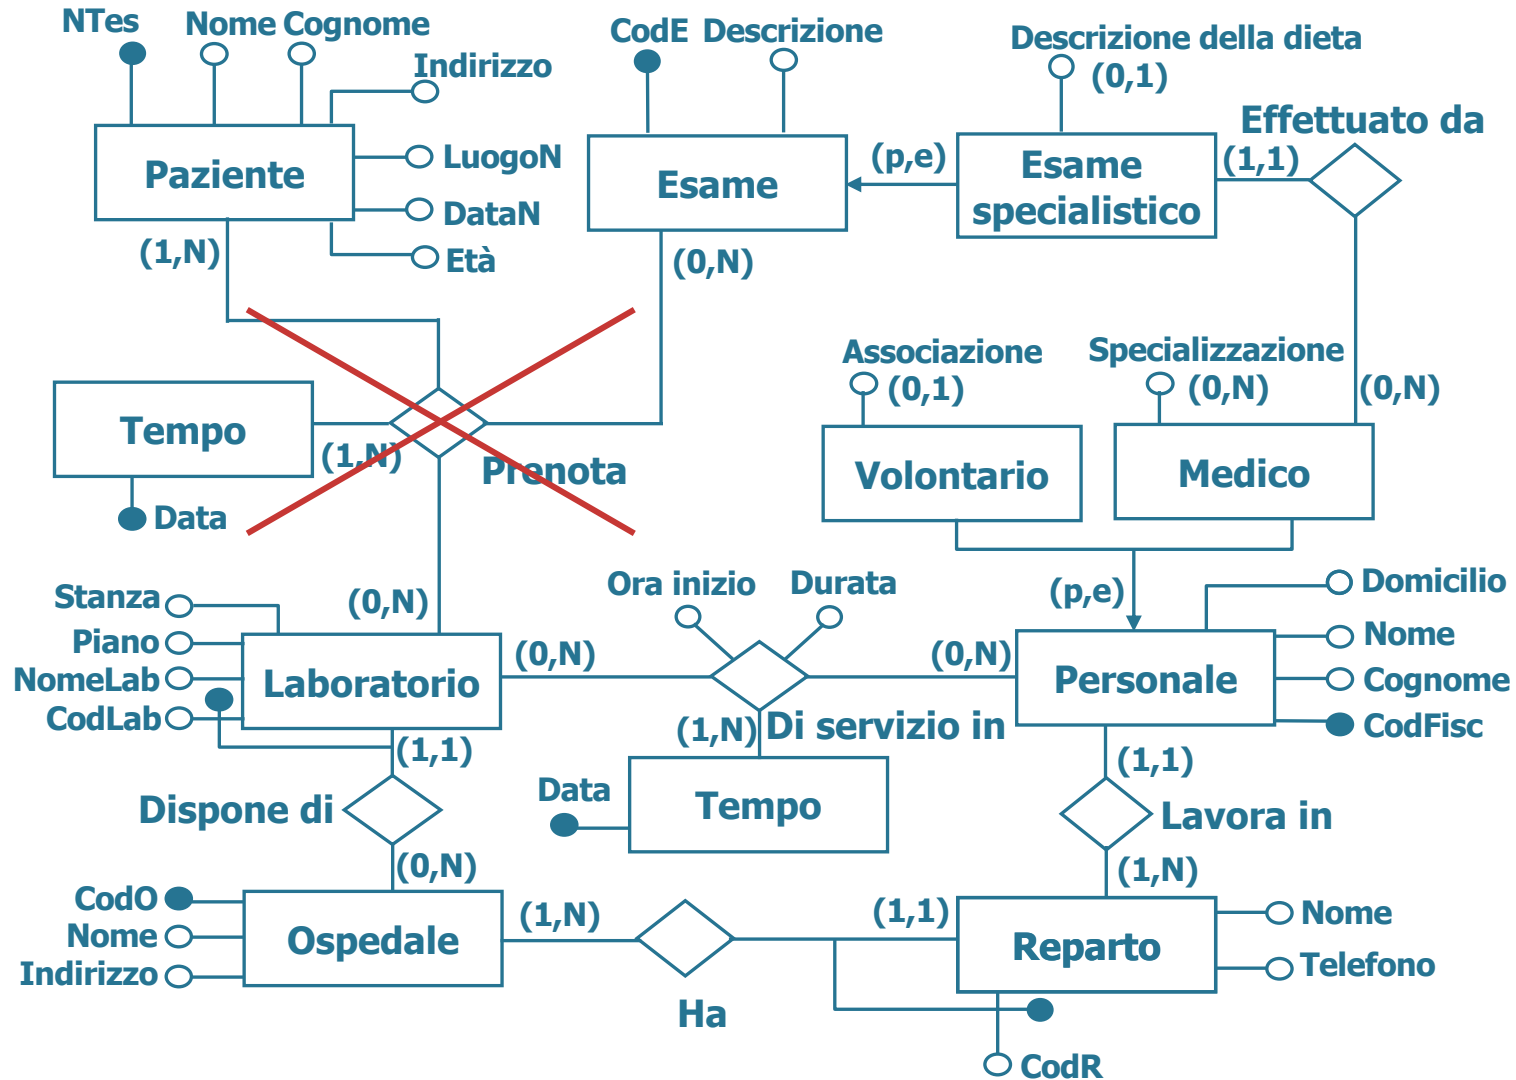 NTes
Nome Cognome
Indirizzo
Paziente
LuogoN
DataN
Età
(1,N)
CodE Descrizione
Esame
(0,N)
(p,e)
Descrizione della dieta
(0,1)
Esame
specialistico
Effettuato da
(1,1)
(0,N)
Tempo
(1,N)
Data
Prenota
Associazione
(0,1)
Volontario
Specializzazione
(0,N)
Medico
(p,e)
Stanza
Piano
NomeLab
CodLab
(0,N)
Laboratorio
(1,1)
(0,N)
Ora inizio
Durata
(0,N)
Di servizio in
(1,N)
Data
Tempo
Personale
Domicilio
Nome
Cognome
CodFisc
(1,1)
Lavora in
(1,N)
Dispone di
(0,N)
CodO
Nome
Indirizzo
Ospedale
(1,N)
Ha
(1,1)
Reparto
Nome
Telefono
CodR